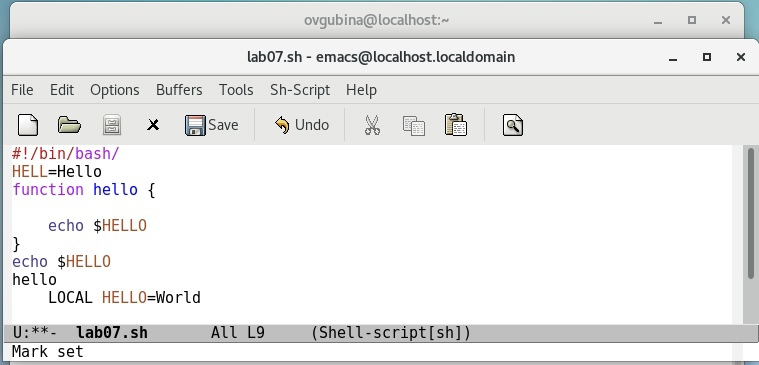 ovgubina@localhost:~
lab07.sh - emacs@localhost.localdomain
File Edit Options Buffers Tools Sh-Script Help
Save Undo
#!/bin/bash/
HELL=Hello
function hello {
    echo $HELLO
}
echo $HELLO
hello
    LOCAL HELLO=World
U:**-  lab07.sh       All L9     (Shell-script[sh])
Mark set